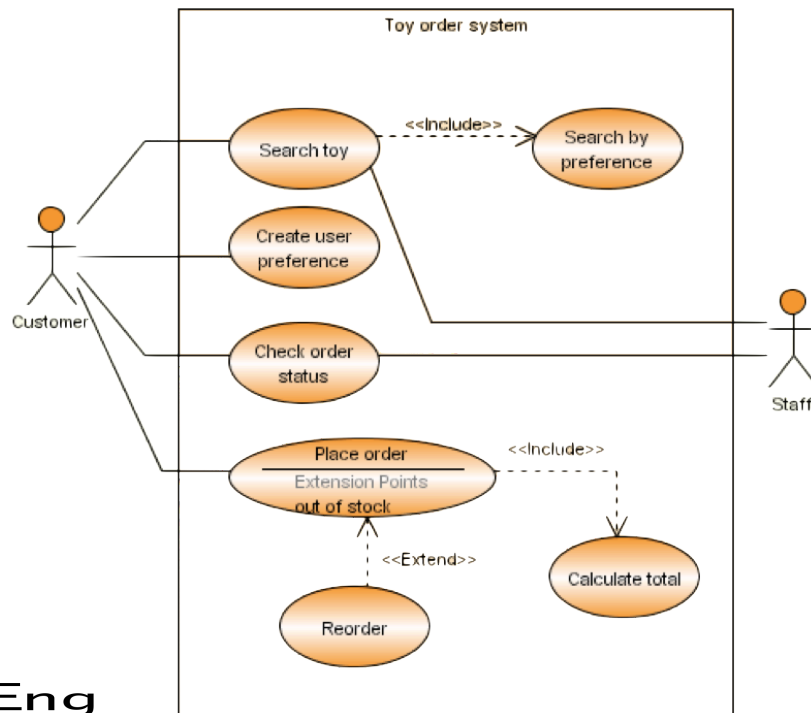 Toy order system
Search toy
<<Include>>
Search by
preference
Create user
preference
Customer
Check order
status
Staff
Place order
Extension Points
out of stock
<<Include>>
<<Extend>>
Calculate total
Reorder
Eng